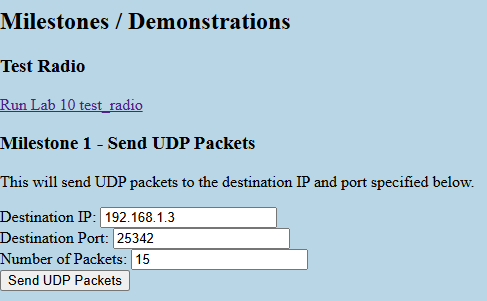 Milestones / Demonstrations
Test Radio
Run Lab 10 test_radio
Milestone 1 - Send UDP Packets
This will send UDP packets to the destination IP and port specified below.
Destination IP: 192.168.1.3
Destination Port: 25342
Number of Packets: 15
Send UDP Packets